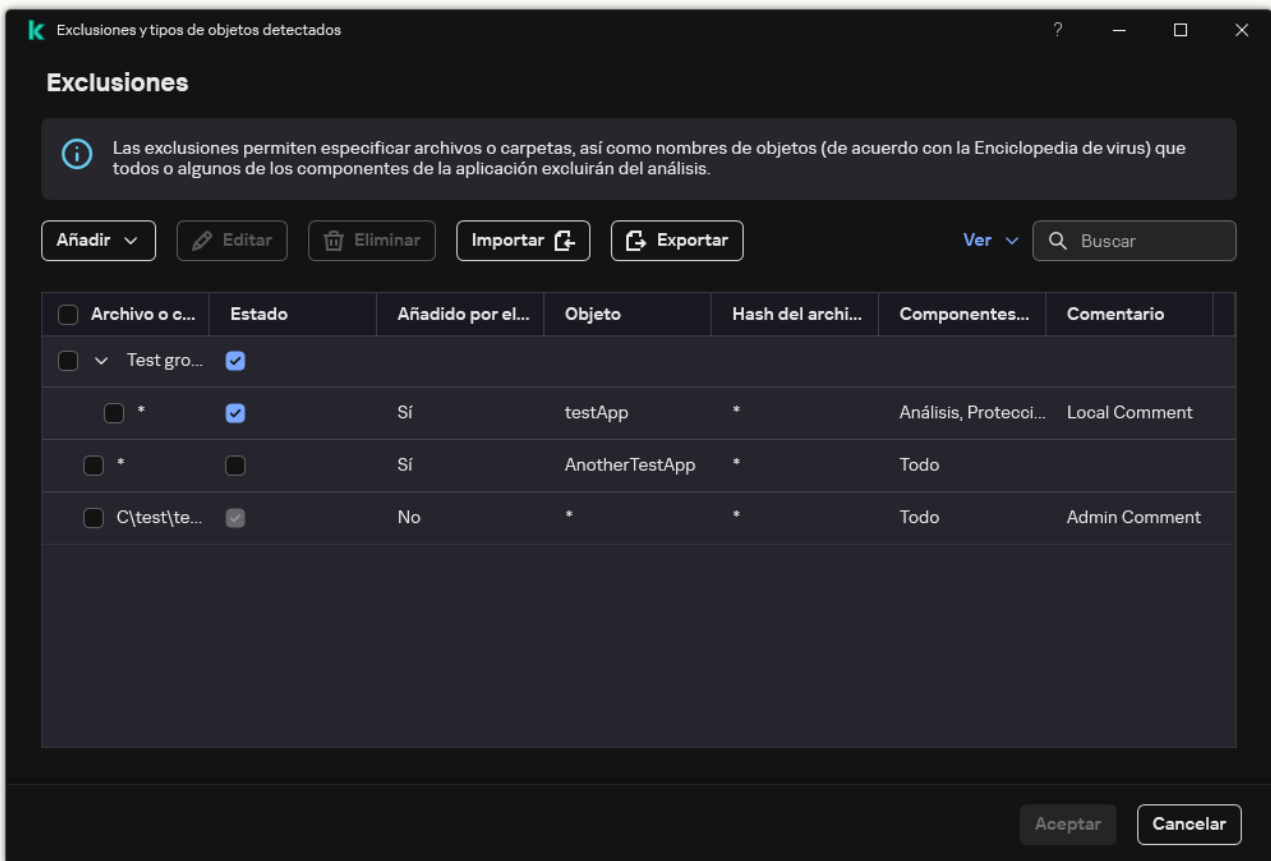 Exclusiones y tipos de objetos detectados
?
Exclusiones
Las exclusiones permiten especificar archivos o carpetas, así como nombres de objetos (de acuerdo con la Enciclopedia de virus) que
todos o algunos de los componentes de la aplicación excluirán del análisis.
Añadir Editar Eliminar Importar Exportar Ver Buscar
Archivo o c... Estado Añadido por el... Objeto Hash del archi... Componentes... Comentario
Test gro...
* Sí testApp * Análisis, Protecci... Local Comment
* Sí AnotherTestApp * Todo
C\test\te... No * * Todo Admin Comment
Aceptar Cancelar